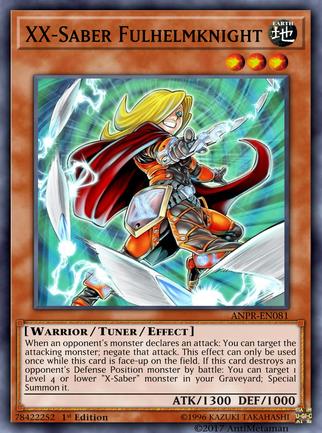 XX-Saber Fulhelmknight
EARTH
地
ANPR-EN081
[Warrior / Tuner / Effect]
When an opponent's monster declares an attack: You can target the
attacking monster; negate that attack. This effect can only be used
once while this card is face-up on the field. If this card destroys an
opponent's Defense Position monster by battle: You can target 1
Level 4 or lower "X-Saber" monster in your Graveyard; Special
Summon it.
ATK/1300 DEF/1000
78422252 1st Edition ©1996 KAZUKI TAKAHASHI
©2017 AntiMetaman